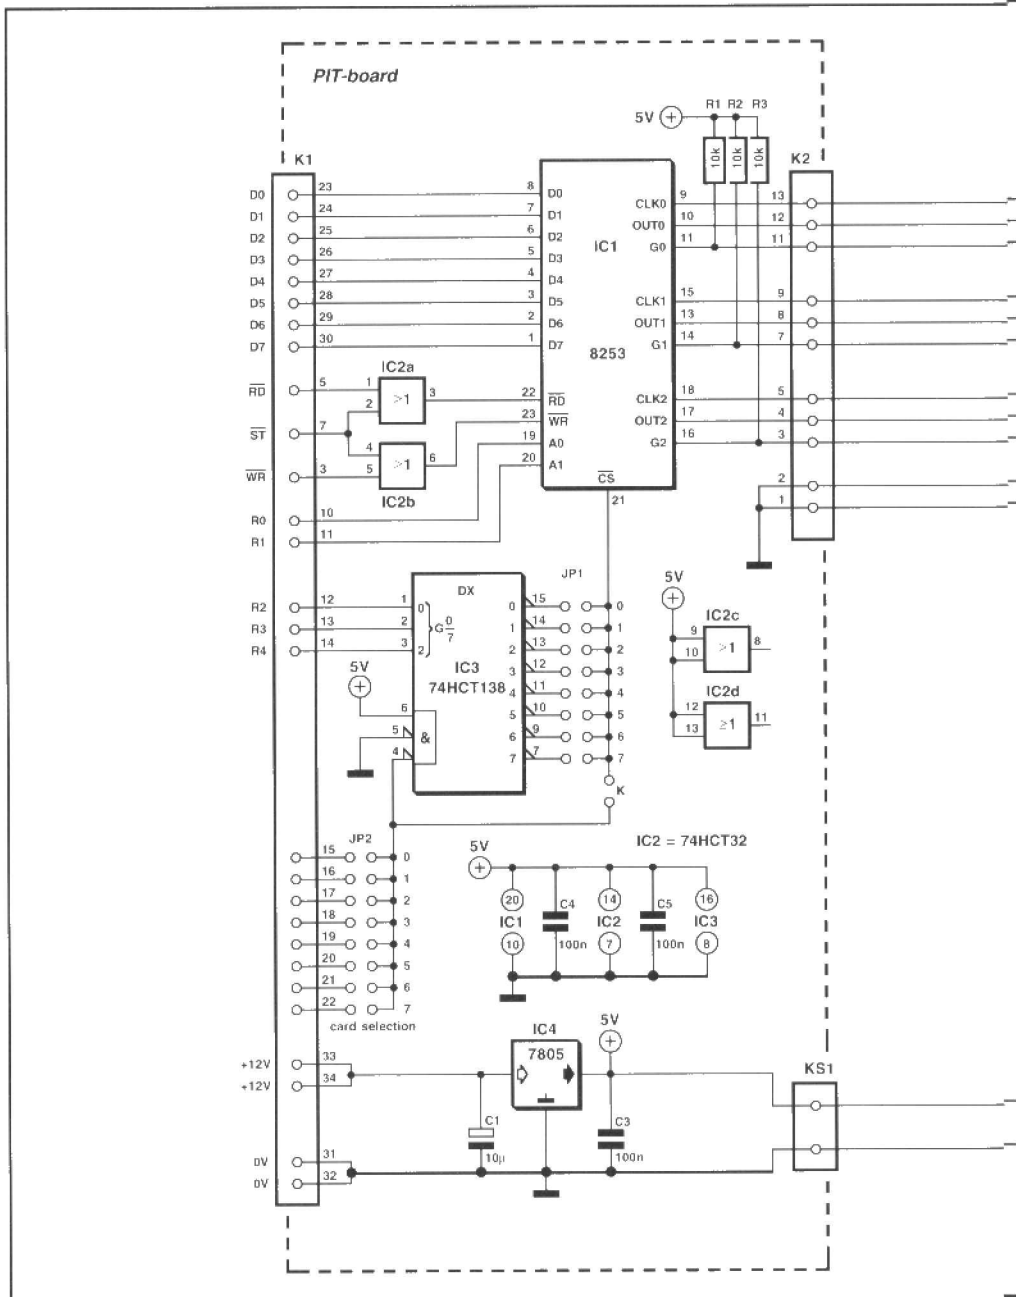 PIT-board
R1 R2 R3
5V
10k 10k 10k
K1
K2
D0 23 8 D0
D1 24 7 D1
D2 25 6 D2
D3 26 5 D3
D4 27 4 D4
D5 28 3 D5
D6 29 2 D6
D7 30 1 D7
IC1
8253
CLK0 9 13
OUT0 10 12
G0 11 11
CLK1 15 9
OUT1 13 8
G1 14 7
CLK2 18 5
OUT2 17 4
G2 16 3
2
1
IC2a
RD 5 1 >1 3 22 RD
2
ST 7
23 WR
4 >1 6
WR 3 5
IC2b
19 A0
20 A1
CS
21
R0 10
R1 11
JP1
DX
R2 12 1 0
R3 13 2 G 0/7
R4 14 3 2
IC3
74HCT138
5V
6
5 &
4
0 15 0
1 14 1
2 13 2
3 12 3
4 11 4
5 10 5
6 9 6
7 7 7
K
5V
IC2c
9 >1 8
10
IC2d
12 ≥1 11
13
JP2
15 0
16 1
17 2
18 3
19 4
20 5
21 6
22 7
card selection
IC2 = 74HCT32
5V
20 C4 14 C5 16
IC1 IC2 IC3
10 100n 7 100n 8
5V
IC4
7805
+12V 33
+12V 34
C1
10µ
C3
100n
KS1
0V 31
0V 32